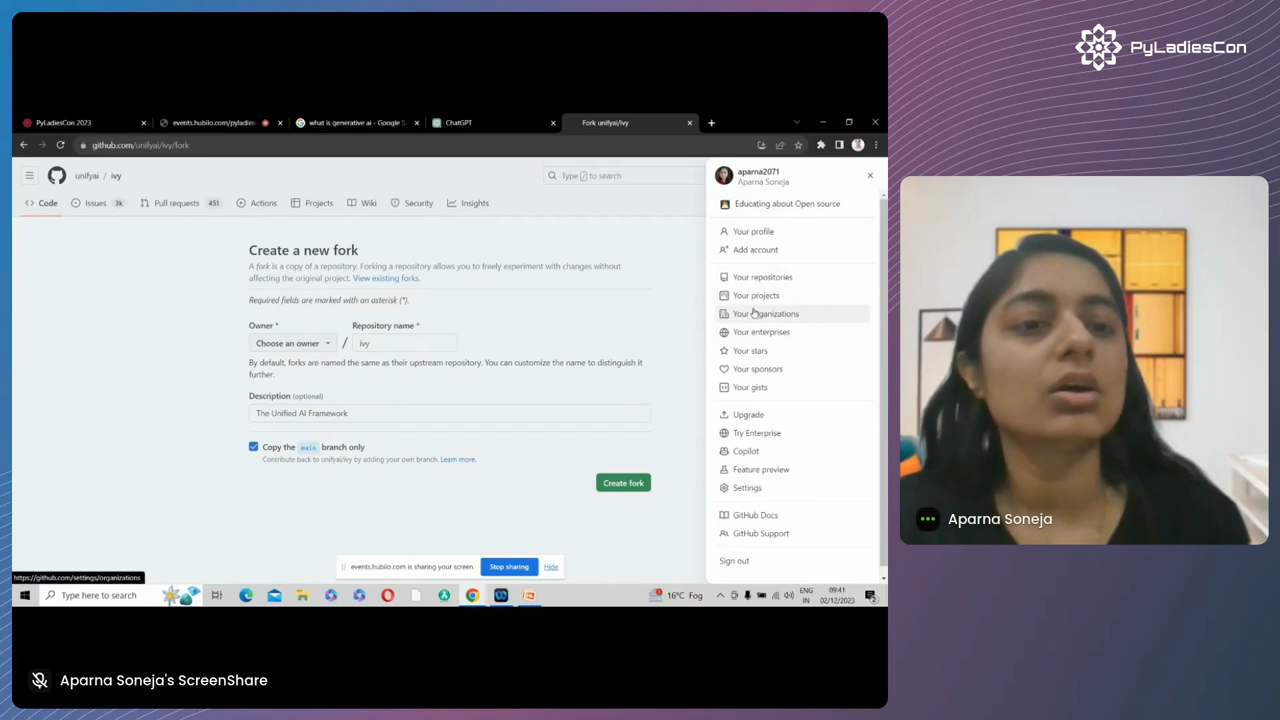 PyLadiesCon
PyLadiesCon 2023
events.hubilo.com/pyladies
what is generative ai - Google S
ChatGPT
Fork unifyai/ivy
github.com/unifyai/ivy/fork
unifyai / ivy
Type / to search
Code
Issues 3k
Pull requests 451
Actions
Projects
Wiki
Security
Insights
aparna2071
Aparna Soneja
Educating about Open source
Your profile
Add account
Your repositories
Your projects
Your organizations
Your enterprises
Your stars
Your sponsors
Your gists
Upgrade
Try Enterprise
Copilot
Feature preview
Settings
GitHub Docs
GitHub Support
Sign out
Create a new fork
A fork is a copy of a repository. Forking a repository allows you to freely experiment with changes without
affecting the original project. View existing forks.
Required fields are marked with an asterisk (*).
Owner * Repository name *
Choose an owner / ivy
By default, forks are named the same as their upstream repository. You can customize the name to distinguish it
further.
Description (optional)
The Unified AI Framework
Copy the main branch only
Contribute back to unifyai/ivy by adding your own branch. Learn more.
Create fork
events.hubilo.com is sharing your screen.
Stop sharing
Hide
https://github.com/settings/organizations
Type here to search
16°C Fog
ENG
IN
09:41
02/12/2023
Aparna Soneja
Aparna Soneja's ScreenShare